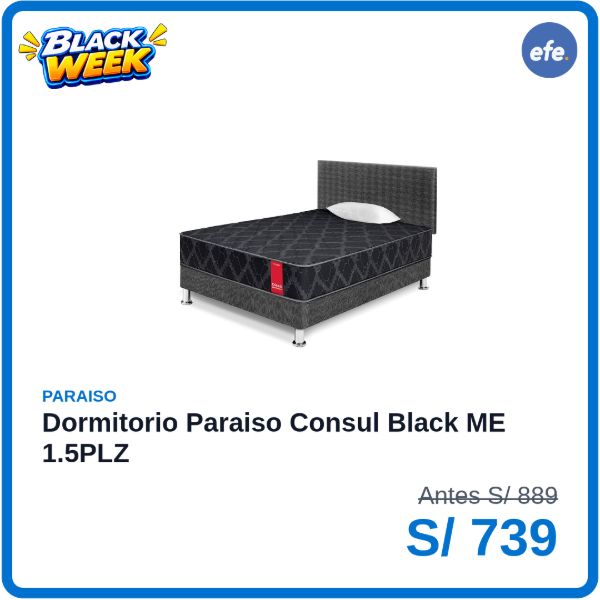 BLACK
WEEK
efe.
PARAISO
Dormitorio Paraiso Consul Black ME
1.5PLZ
Antes S/ 889
S/ 739